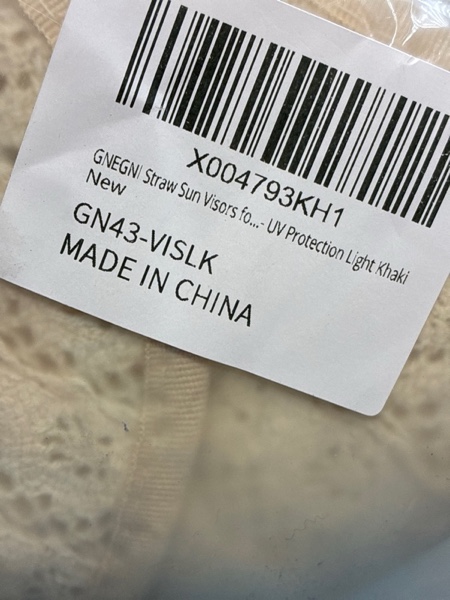 X004793KH1
GNEGNI Straw Sun Visors fo...- UV Protection Light Khaki
New
GN43-VISLK
MADE IN CHINA